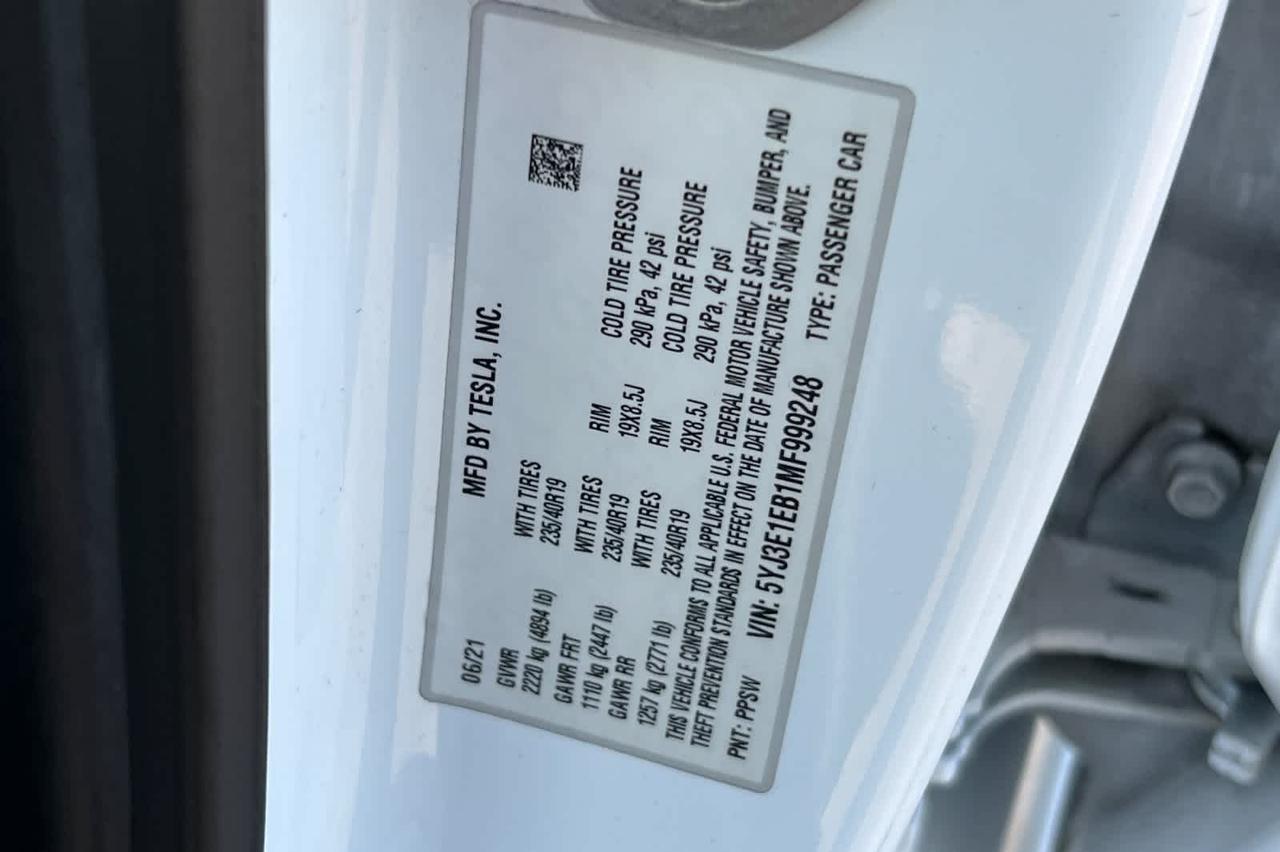 MFD BY TESLA, INC.
06/21
GVWR
2220 kg (4894 lb) WITH TIRES 235/40R19
GAWR FRT WITH TIRES RIM COLD TIRE PRESSURE
1110 kg (2447 lb) 235/40R19 19X8.5J 290 kPa, 42 psi
GAWR RR WITH TIRES RIM COLD TIRE PRESSURE
1257 kg (2771 lb) 235/40R19 19X8.5J 290 kPa, 42 psi
THIS VEHICLE CONFORMS TO ALL APPLICABLE U.S. FEDERAL MOTOR VEHICLE SAFETY, BUMPER, AND
THEFT PREVENTION STANDARDS IN EFFECT ON THE DATE OF MANUFACTURE SHOWN ABOVE.
PNT: PPSW VIN: 5YJ3E1EB1MF999248 TYPE: PASSENGER CAR